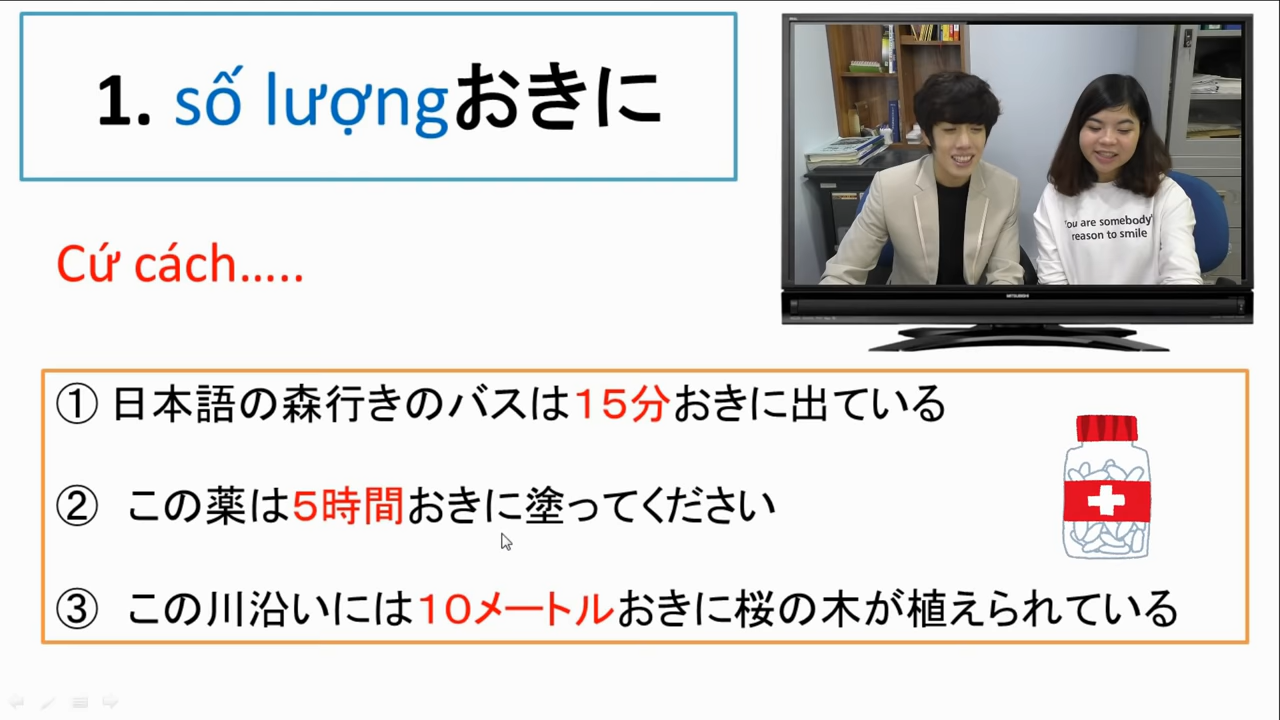 1. số lượngおきに
You are somebody's
reason to smile
MITSUBISHI
Cứ cách.....
① 日本語の森行きのバスは15分おきに出ている
② この薬は5時間おきに塗ってください
③ この川沿いには10メートルおきに桜の木が植えられている